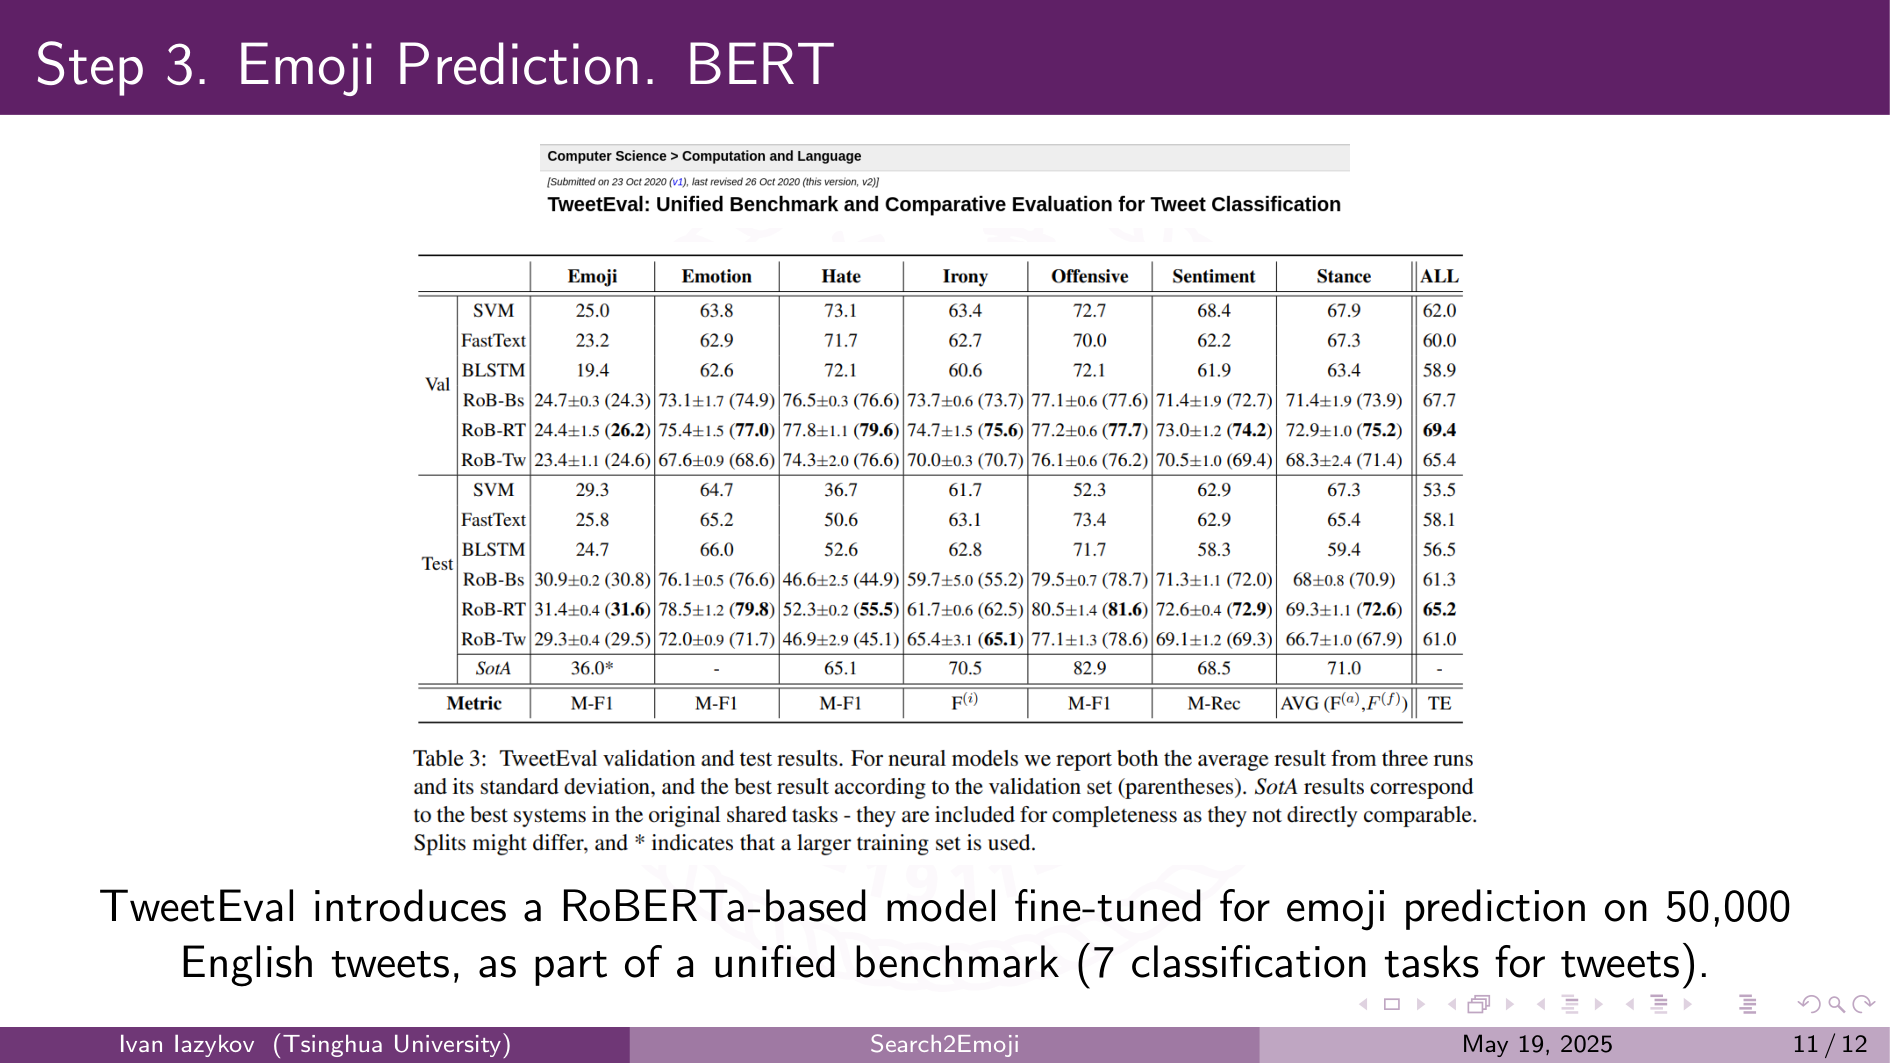 Step 3. Emoji Prediction. BERT
Computer Science > Computation and Language
[Submitted on 23 Oct 2020 (v1), last revised 26 Oct 2020 (this version, v2)]
TweetEval: Unified Benchmark and Comparative Evaluation for Tweet Classification
Emoji Emotion Hate Irony Offensive Sentiment Stance ALL
Val
SVM 25.0 63.8 73.1 63.4 72.7 68.4 67.9 62.0
FastText 23.2 62.9 71.7 62.7 70.0 62.2 67.3 60.0
BLSTM 19.4 62.6 72.1 60.6 72.1 61.9 63.4 58.9
RoB-Bs 24.7±0.3 (24.3) 73.1±1.7 (74.9) 76.5±0.3 (76.6) 73.7±0.6 (73.7) 77.1±0.6 (77.6) 71.4±1.9 (72.7) 71.4±1.9 (73.9) 67.7
RoB-RT 24.4±1.5 (26.2) 75.4±1.5 (77.0) 77.8±1.1 (79.6) 74.7±1.5 (75.6) 77.2±0.6 (77.7) 73.0±1.2 (74.2) 72.9±1.0 (75.2) 69.4
RoB-Tw 23.4±1.1 (24.6) 67.6±0.9 (68.6) 74.3±2.0 (76.6) 70.0±0.3 (70.7) 76.1±0.6 (76.2) 70.5±1.0 (69.4) 68.3±2.4 (71.4) 65.4
Test
SVM 29.3 64.7 36.7 61.7 52.3 62.9 67.3 53.5
FastText 25.8 65.2 50.6 63.1 73.4 62.9 65.4 58.1
BLSTM 24.7 66.0 52.6 62.8 71.7 58.3 59.4 56.5
RoB-Bs 30.9±0.2 (30.8) 76.1±0.5 (76.6) 46.6±2.5 (44.9) 59.7±5.0 (55.2) 79.5±0.7 (78.7) 71.3±1.1 (72.0) 68±0.8 (70.9) 61.3
RoB-RT 31.4±0.4 (31.6) 78.5±1.2 (79.8) 52.3±0.2 (55.5) 61.7±0.6 (62.5) 80.5±1.4 (81.6) 72.6±0.4 (72.9) 69.3±1.1 (72.6) 65.2
RoB-Tw 29.3±0.4 (29.5) 72.0±0.9 (71.7) 46.9±2.9 (45.1) 65.4±3.1 (65.1) 77.1±1.3 (78.6) 69.1±1.2 (69.3) 66.7±1.0 (67.9) 61.0
SotA 36.0* - 65.1 70.5 82.9 68.5 71.0 -
Metric M-F1 M-F1 M-F1 F(i) M-F1 M-Rec AVG (F(a),F(f)) TE
Table 3: TweetEval validation and test results. For neural models we report both the average result from three runs
and its standard deviation, and the best result according to the validation set (parentheses). SotA results correspond
to the best systems in the original shared tasks - they are included for completeness as they not directly comparable.
Splits might differ, and * indicates that a larger training set is used.
TweetEval introduces a RoBERTa-based model fine-tuned for emoji prediction on 50,000
English tweets, as part of a unified benchmark (7 classification tasks for tweets).
Ivan Iazykov (Tsinghua University) Search2Emoji May 19, 2025 11 / 12